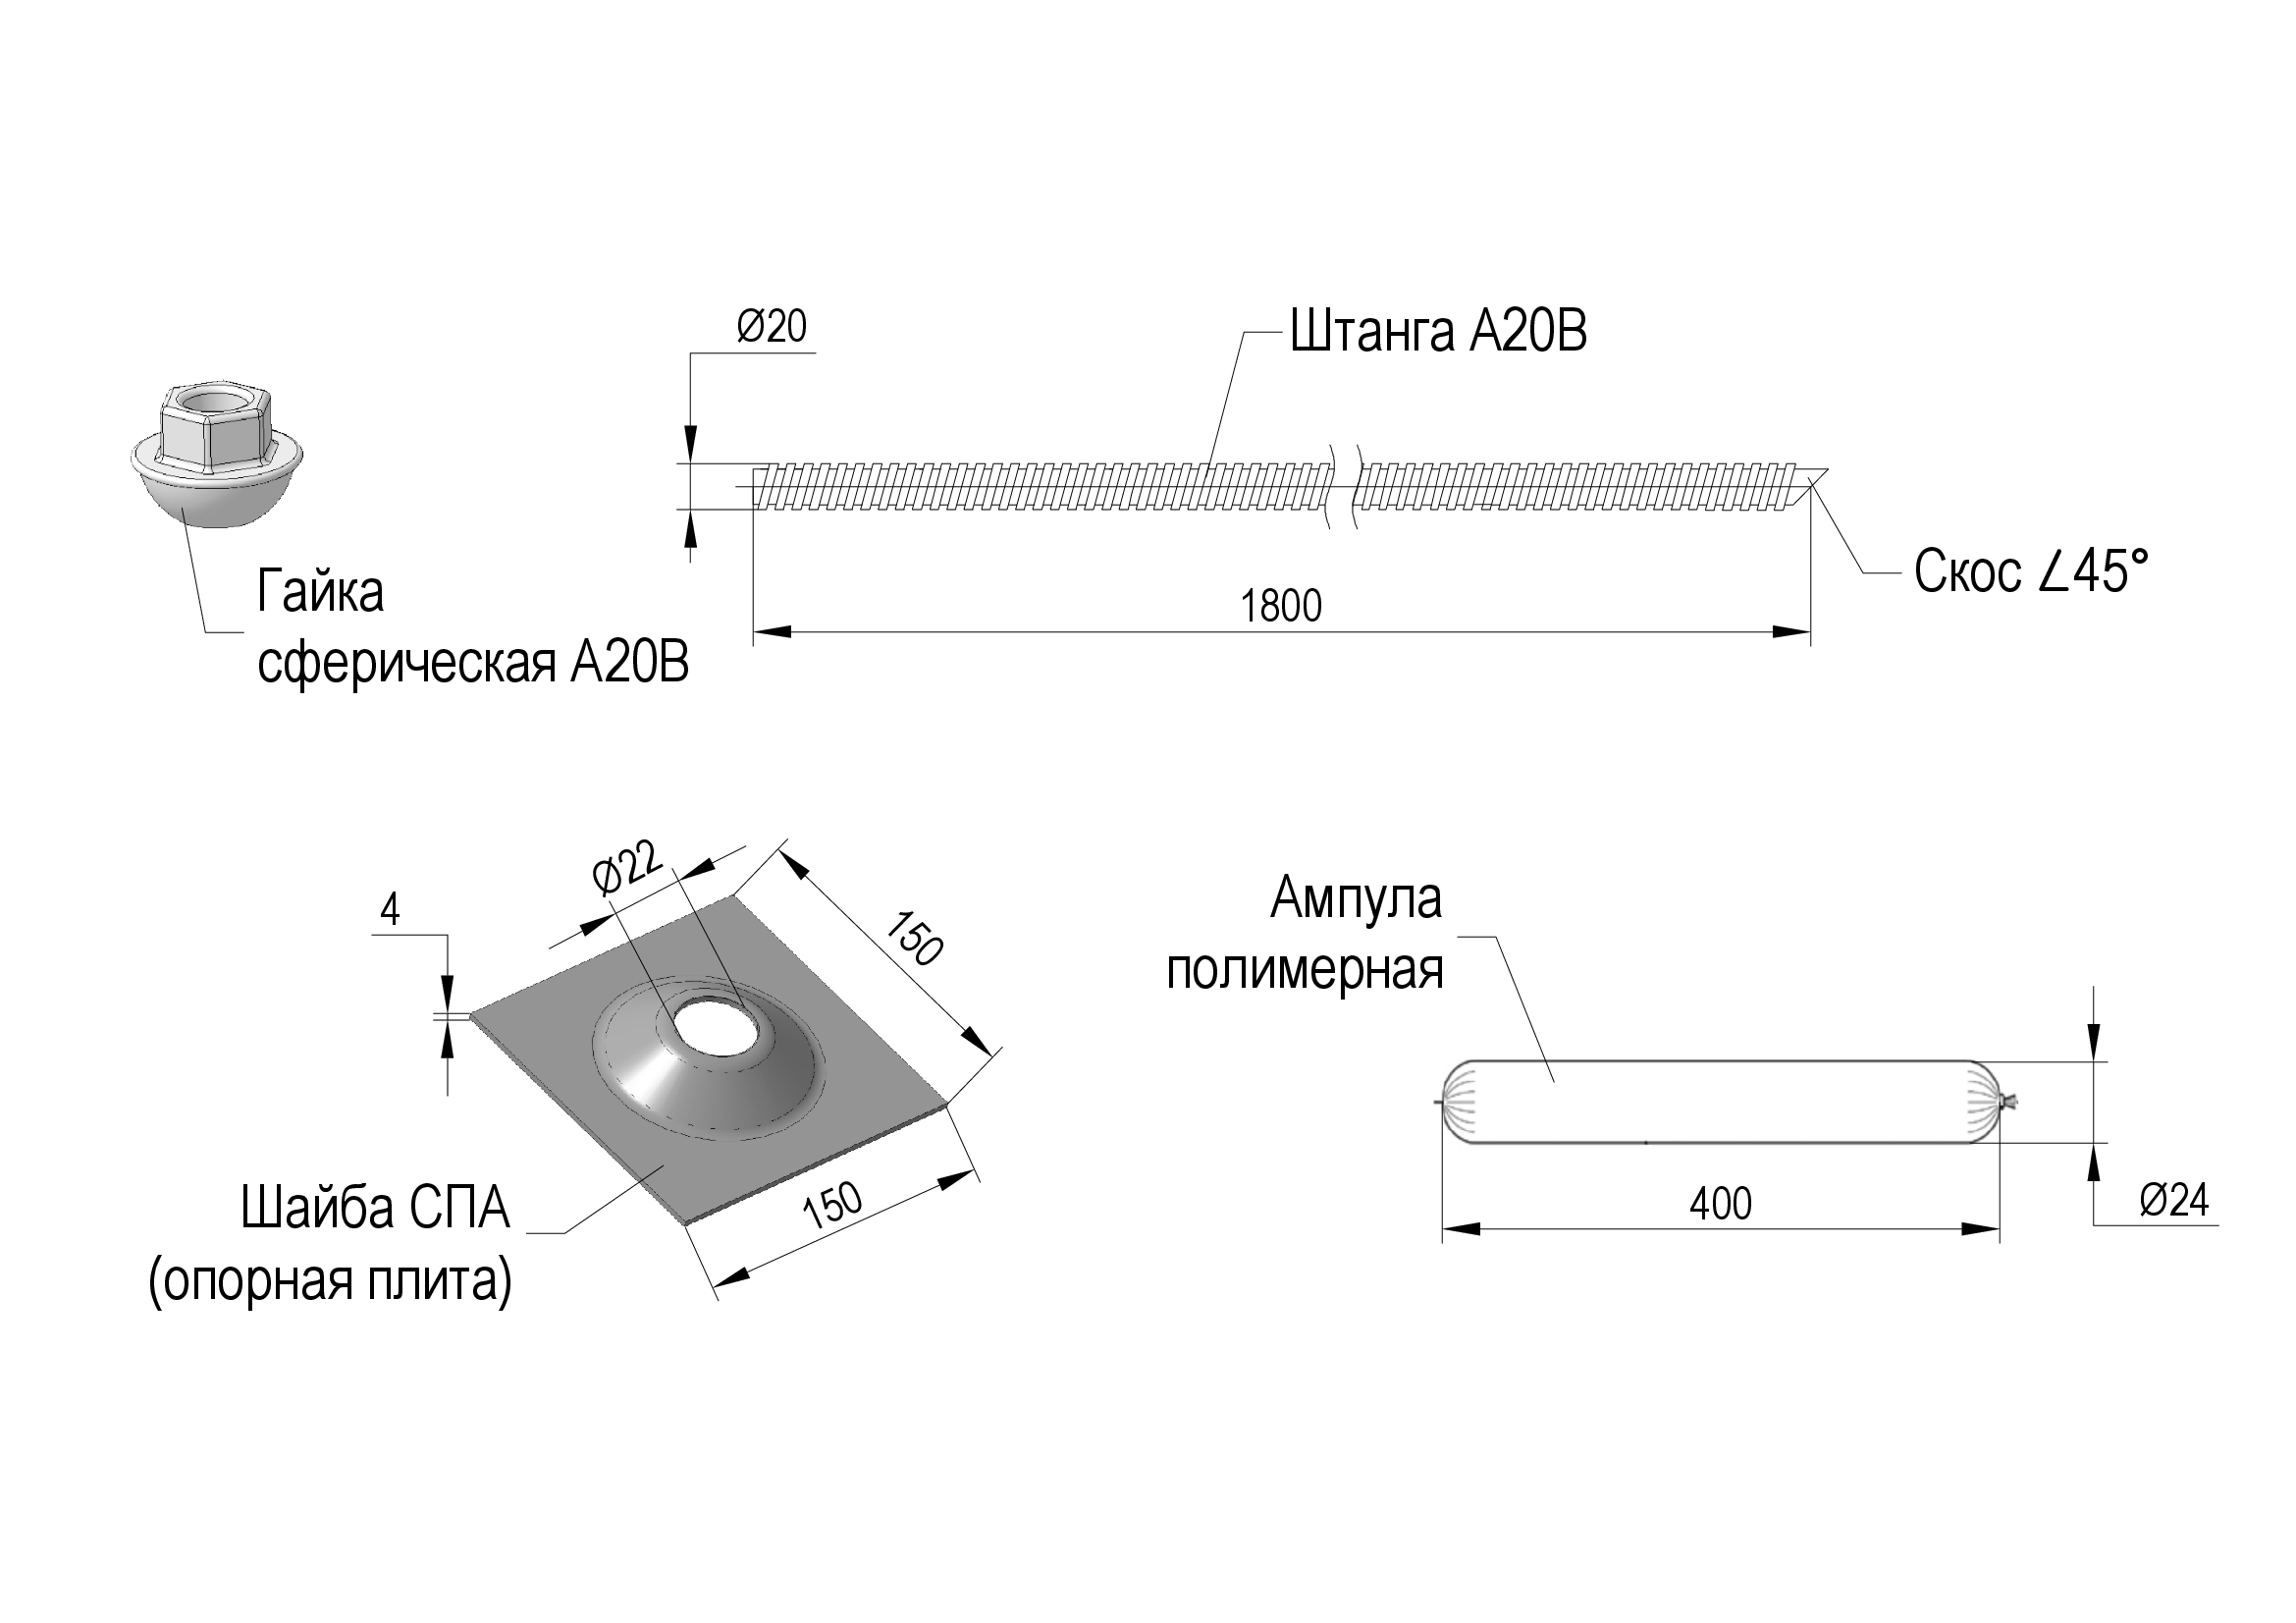 Ø20
Штанга А20В
Гайка
сферическая А20В
1800
Скос ∠45°
Ø22
4
150
Ампула
полимерная
Шайба СПА
(опорная плита)
150
400
Ø24